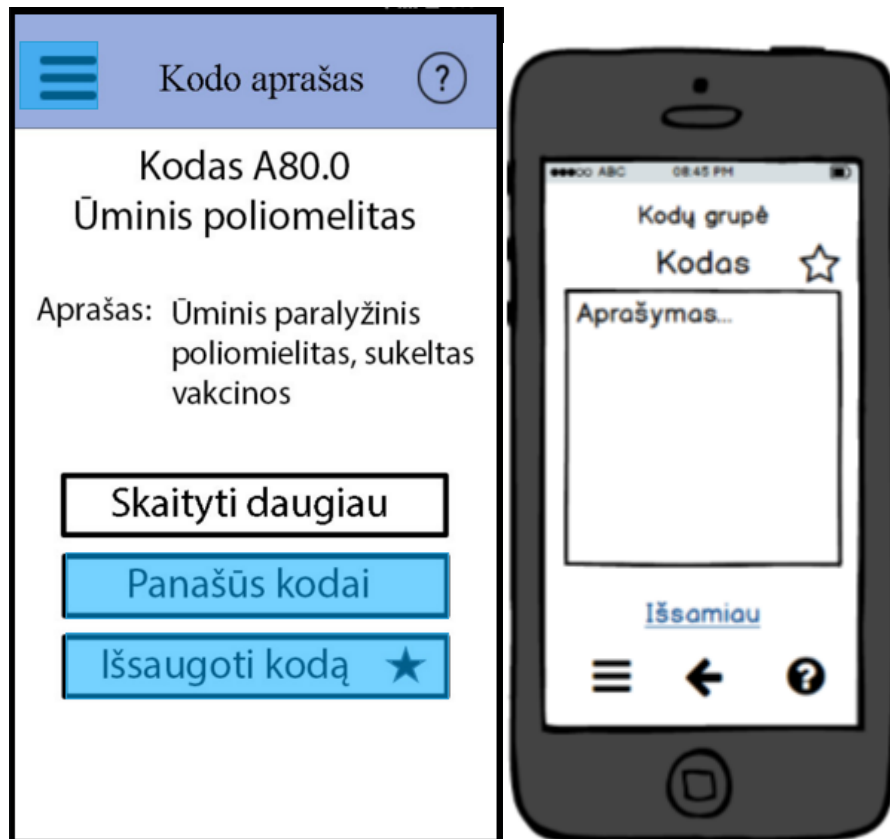 Kodo aprašas
?
Kodas A80.0
Ūminis poliomelitas
Aprašas: Ūminis paralyžinis
poliomielitas, sukeltas
vakcinos
Skaityti daugiau
Panašūs kodai
Išsaugoti kodą
ABC 08:45 PM
Kodų grupė
Kodas
Aprašymas...
Išsamiau
?